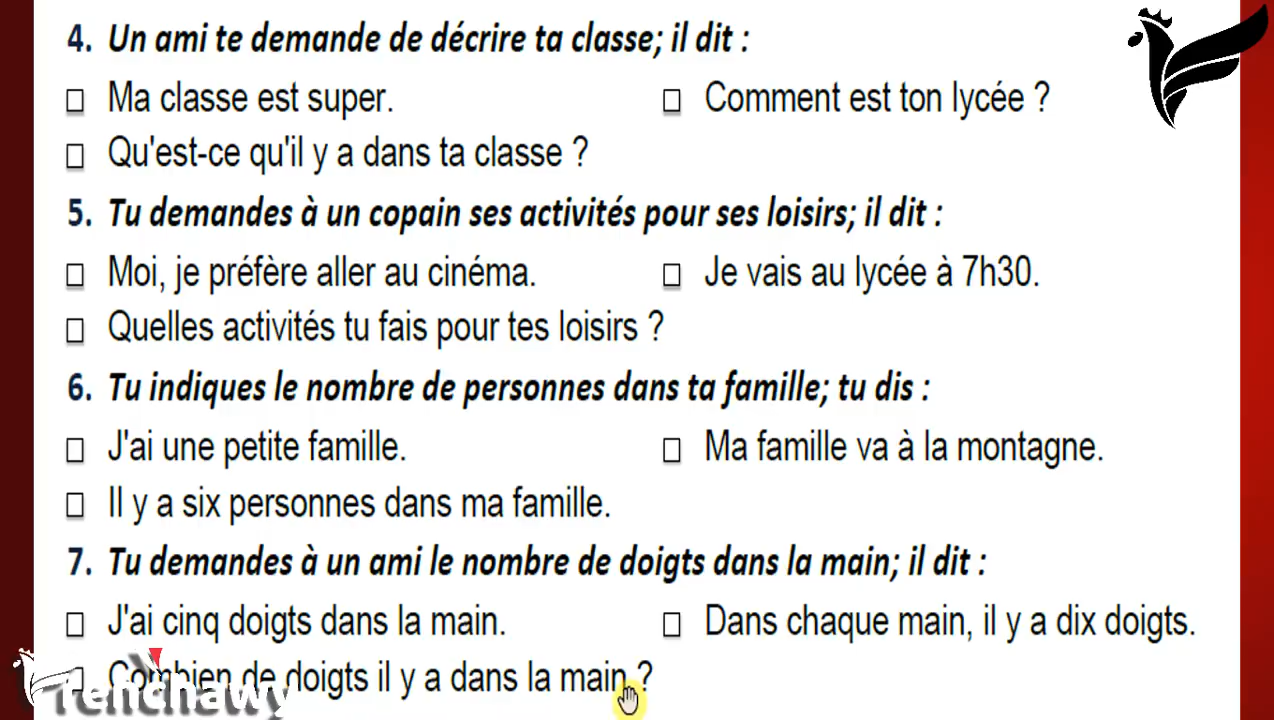 4. Un ami te demande de décrire ta classe; il dit :
Ma classe est super. Comment est ton lycée ?
Qu'est-ce qu'il y a dans ta classe ?
5. Tu demandes à un copain ses activités pour ses loisirs; il dit :
Moi, je préfère aller au cinéma. Je vais au lycée à 7h30.
Quelles activités tu fais pour tes loisirs ?
6. Tu indiques le nombre de personnes dans ta famille; tu dis :
J'ai une petite famille. Ma famille va à la montagne.
Il y a six personnes dans ma famille.
7. Tu demandes à un ami le nombre de doigts dans la main; il dit :
J'ai cinq doigts dans la main. Dans chaque main, il y a dix doigts.
Combien de doigts il y a dans la main ?
Frenchawy